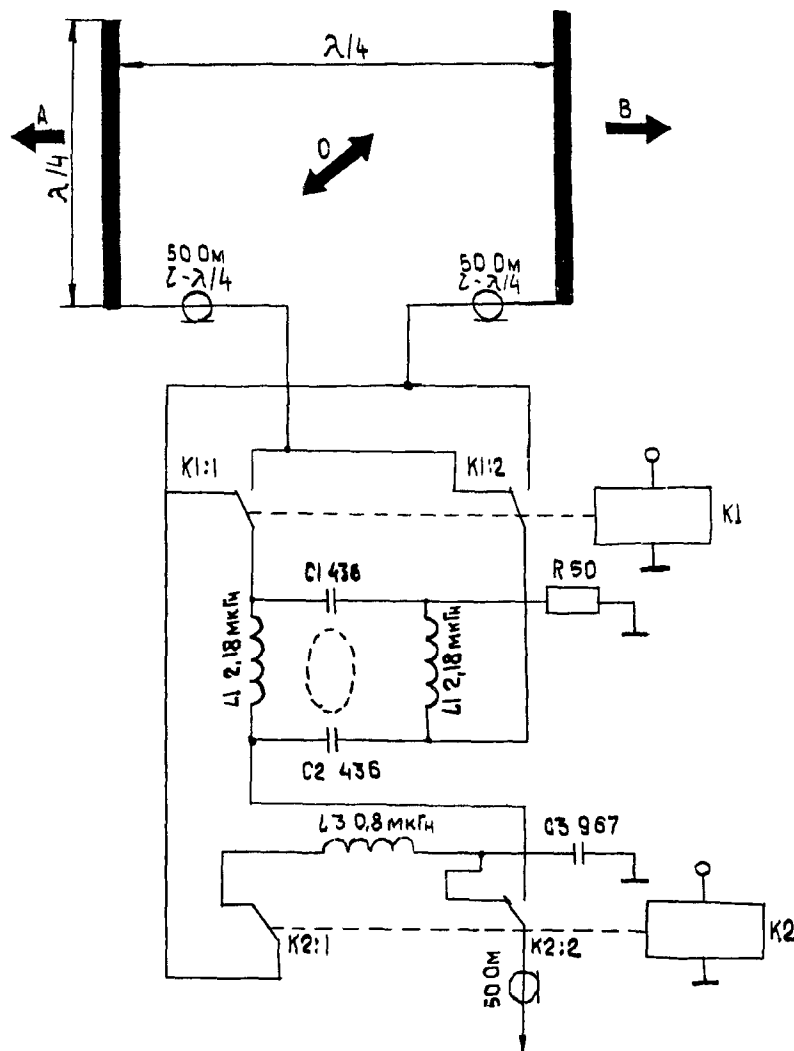 λ/4
A
B
O
λ/4
50 Ом
l-λ/4
50 Ом
l-λ/4
K1:1
K1:2
K1
C1 436
R 50
L1 2,18 мкГн
L1 2,18 мкГн
C2 436
L3 0,8 мкГн
C3 967
K2:1
K2:2
K2
50 Ом